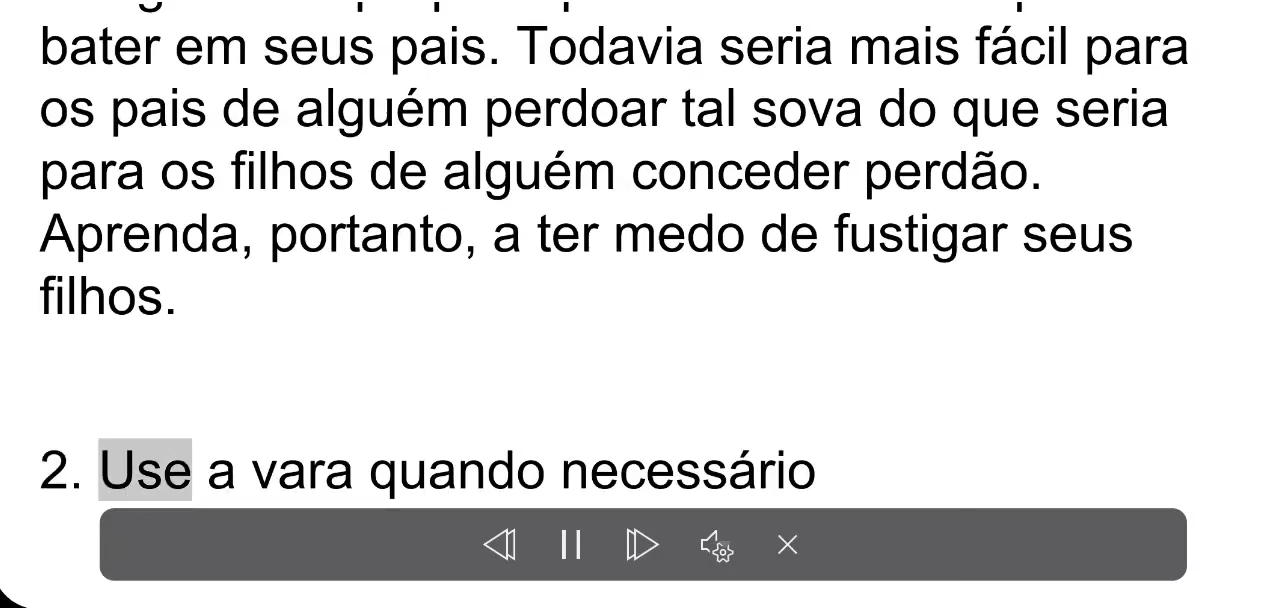 bater em seus pais. Todavia seria mais fácil para
os pais de alguém perdoar tal sova do que seria
para os filhos de alguém conceder perdão.
Aprenda, portanto, a ter medo de fustigar seus
filhos.
2. Use a vara quando necessário